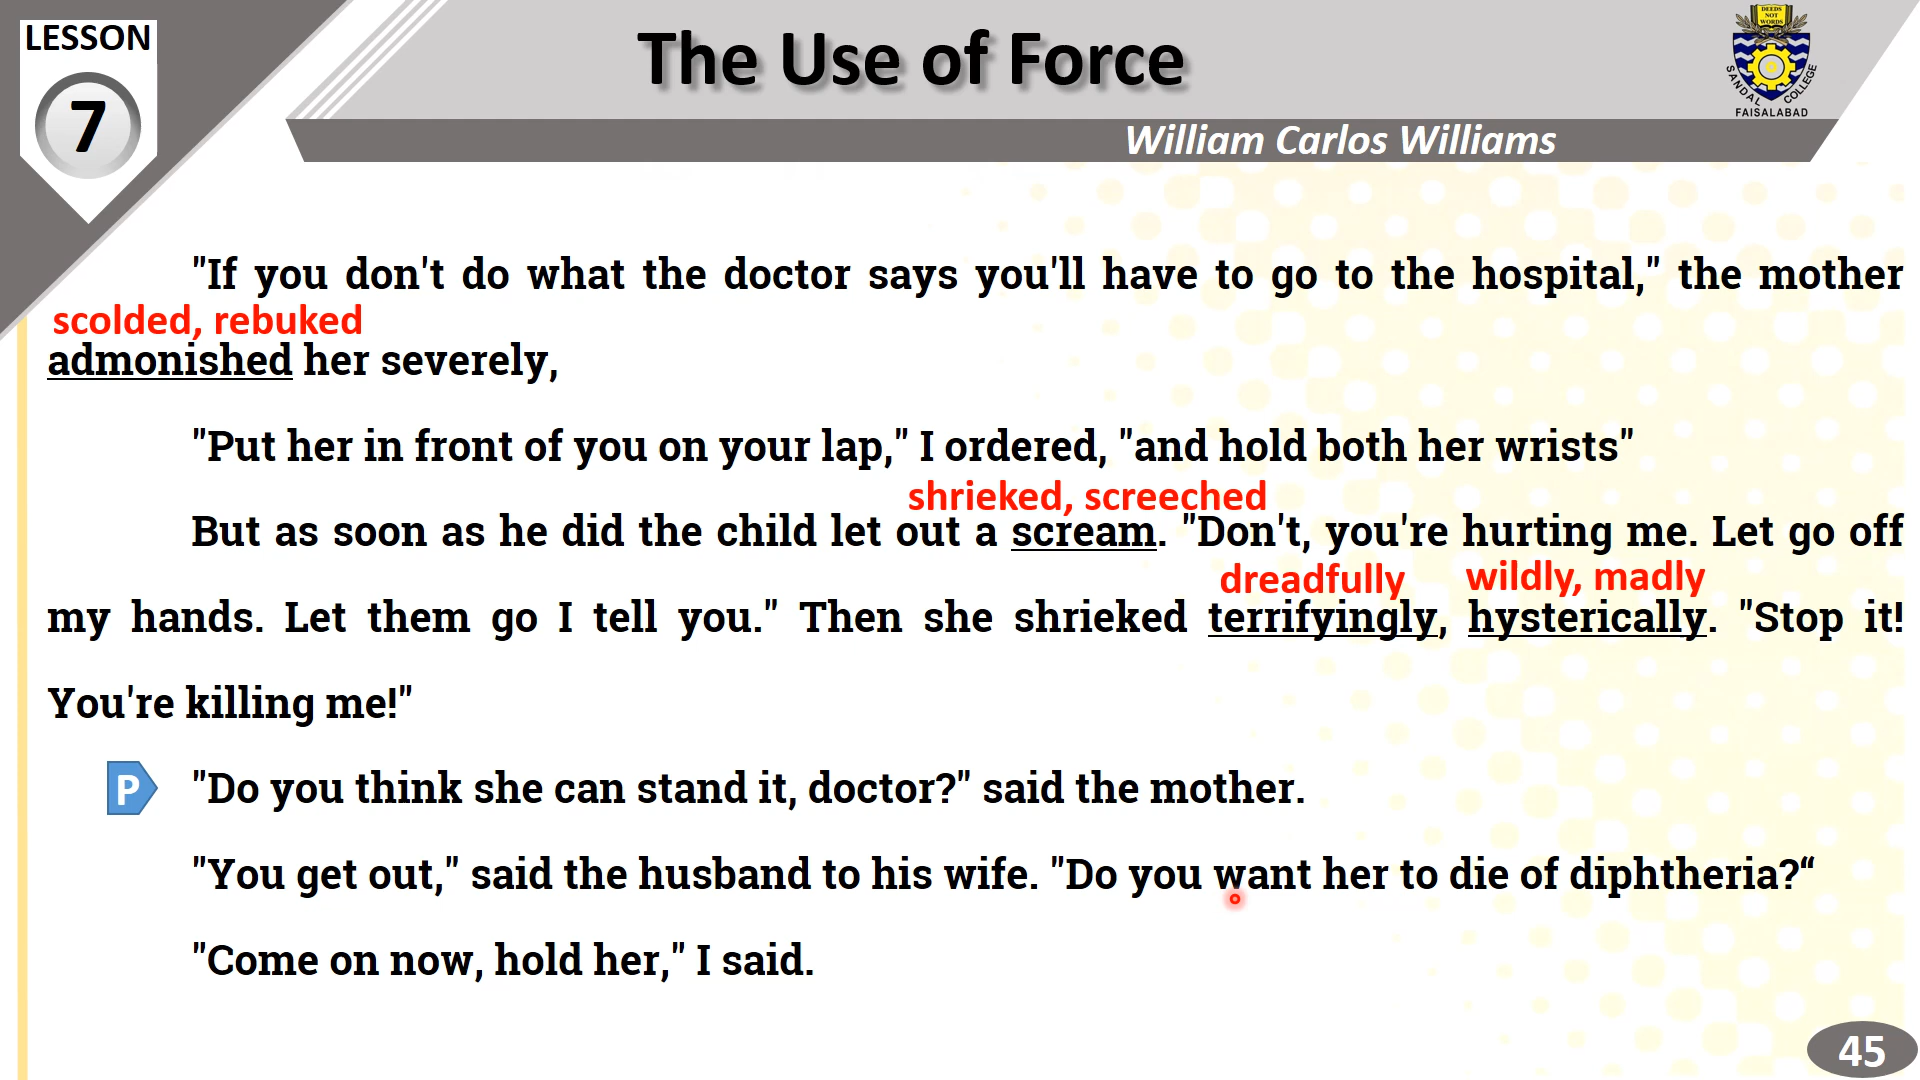 LESSON
7
The Use of Force
DEEDS
NOT
WORDS
SANDAL COLLEGE
FAISALABAD
William Carlos Williams
"If you don't do what the doctor says you'll have to go to the hospital," the mother
scolded, rebuked
admonished her severely,
"Put her in front of you on your lap," I ordered, "and hold both her wrists"
shrieked, screeched
But as soon as he did the child let out a scream. "Don't, you're hurting me. Let go off
dreadfully wildly, madly
my hands. Let them go I tell you." Then she shrieked terrifyingly, hysterically. "Stop it!
You're killing me!"
P "Do you think she can stand it, doctor?" said the mother.
"You get out," said the husband to his wife. "Do you want her to die of diphtheria?“
"Come on now, hold her," I said.
45